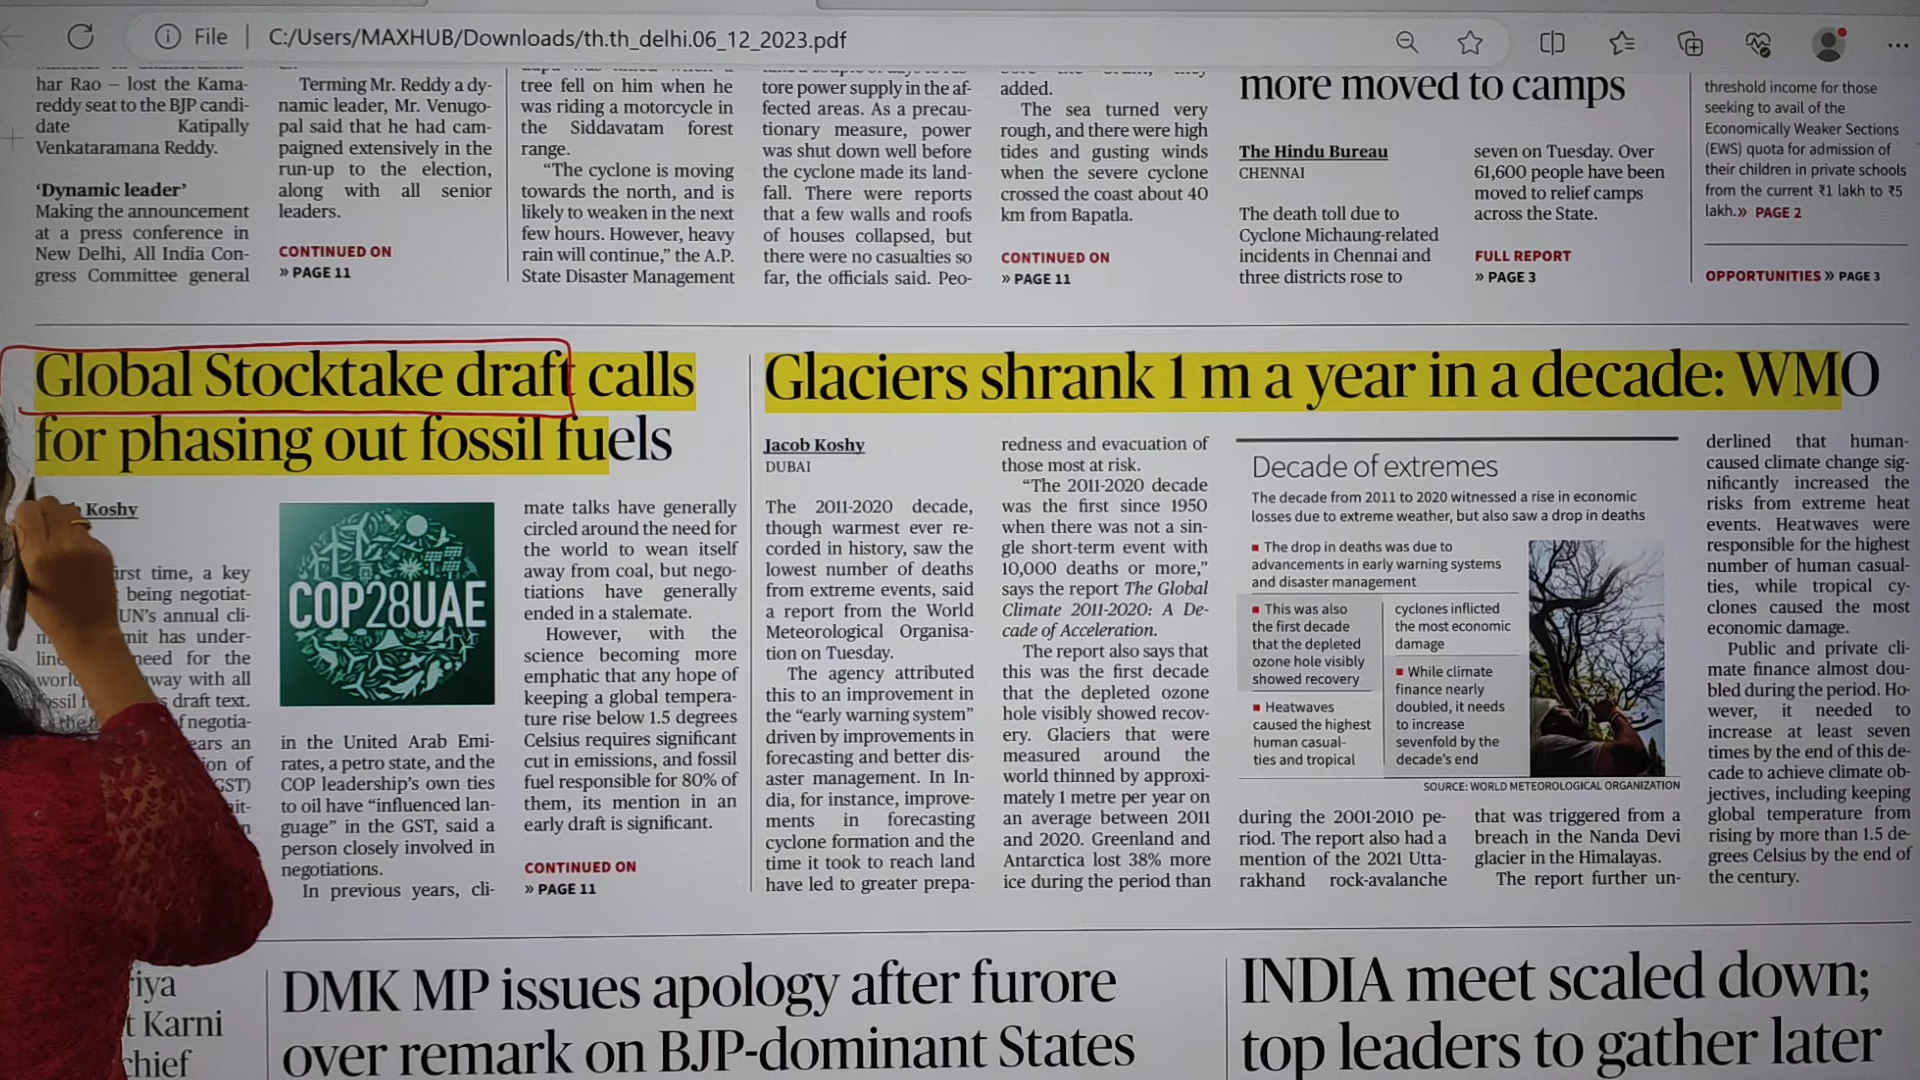 File
C:/Users/MAXHUB/Downloads/th.th_delhi.06_12_2023.pdf
har Rao – lost the Kama-
reddy seat to the BJP candi-
date Katipally
Venkataramana Reddy.
‘Dynamic leader’
Making the announcement
at a press conference in
New Delhi, All India Con-
gress Committee general
Terming Mr. Reddy a dy-
namic leader, Mr. Venugo-
pal said that he had cam-
paigned extensively in the
run-up to the election,
along with all senior
leaders.
CONTINUED ON
» PAGE 11
tree fell on him when he
was riding a motorcycle in
the Siddavatam forest
range.
“The cyclone is moving
towards the north, and is
likely to weaken in the next
few hours. However, heavy
rain will continue,” the A.P.
State Disaster Management
tore power supply in the af-
fected areas. As a precau-
tionary measure, power
was shut down well before
the cyclone made its land-
fall. There were reports
that a few walls and roofs
of houses collapsed, but
there were no casualties so
far, the officials said. Peo-
added.
The sea turned very
rough, and there were high
tides and gusting winds
when the severe cyclone
crossed the coast about 40
km from Bapatla.
CONTINUED ON
» PAGE 11
more moved to camps
The Hindu Bureau
CHENNAI
The death toll due to
Cyclone Michaung-related
incidents in Chennai and
three districts rose to
seven on Tuesday. Over
61,600 people have been
moved to relief camps
across the State.
FULL REPORT
» PAGE 3
threshold income for those
seeking to avail of the
Economically Weaker Sections
(EWS) quota for admission of
their children in private schools
from the current ₹1 lakh to ₹5
lakh.» PAGE 2
OPPORTUNITIES » PAGE 3
Global Stocktake draft calls
for phasing out fossil fuels
Koshy
irst time, a key
being negotiat-
UN’s annual cli-
mit has under-
need for the
way with all
draft text.
negotia-
ears an
ion of
GST)
COP28UAE
in the United Arab Emi-
rates, a petro state, and the
COP leadership’s own ties
to oil have “influenced lan-
guage” in the GST, said a
person closely involved in
negotiations.
In previous years, cli-
mate talks have generally
circled around the need for
the world to wean itself
away from coal, but nego-
tiations have generally
ended in a stalemate.
However, with the
science becoming more
emphatic that any hope of
keeping a global tempera-
ture rise below 1.5 degrees
Celsius requires significant
cut in emissions, and fossil
fuel responsible for 80% of
them, its mention in an
early draft is significant.
CONTINUED ON
» PAGE 11
Glaciers shrank 1 m a year in a decade: WMO
Jacob Koshy
DUBAI
The 2011-2020 decade,
though warmest ever re-
corded in history, saw the
lowest number of deaths
from extreme events, said
a report from the World
Meteorological Organisa-
tion on Tuesday.
The agency attributed
this to an improvement in
the “early warning system”
driven by improvements in
forecasting and better dis-
aster management. In In-
dia, for instance, improve-
ments in forecasting
cyclone formation and the
time it took to reach land
have led to greater prepa-
redness and evacuation of
those most at risk.
“The 2011-2020 decade
was the first since 1950
when there was not a sin-
gle short-term event with
10,000 deaths or more,”
says the report The Global
Climate 2011-2020: A De-
cade of Acceleration.
The report also says that
this was the first decade
that the depleted ozone
hole visibly showed recov-
ery. Glaciers that were
measured around the
world thinned by approxi-
mately 1 metre per year on
an average between 2011
and 2020. Greenland and
Antarctica lost 38% more
ice during the period than
Decade of extremes
The decade from 2011 to 2020 witnessed a rise in economic
losses due to extreme weather, but also saw a drop in deaths
■ The drop in deaths was due to
advancements in early warning systems
and disaster management
■ This was also
the first decade
that the depleted
ozone hole visibly
showed recovery
■ Heatwaves
caused the highest
human casual-
ties and tropical
cyclones inflicted
the most economic
damage
■ While climate
finance nearly
doubled, it needs
to increase
sevenfold by the
decade’s end
SOURCE: WORLD METEOROLOGICAL ORGANIZATION
during the 2001-2010 pe-
riod. The report also had a
mention of the 2021 Utta-
rakhand rock-avalanche
that was triggered from a
breach in the Nanda Devi
glacier in the Himalayas.
The report further un-
derlined that human-
caused climate change sig-
nificantly increased the
risks from extreme heat
events. Heatwaves were
responsible for the highest
number of human casual-
ties, while tropical cy-
clones caused the most
economic damage.
Public and private cli-
mate finance almost dou-
bled during the period. Ho-
wever, it needed to
increase at least seven
times by the end of this de-
cade to achieve climate ob-
jectives, including keeping
global temperature from
rising by more than 1.5 de-
grees Celsius by the end of
the century.
riya
t Karni
chief
DMK MP issues apology after furore
over remark on BJP-dominant States
INDIA meet scaled down;
top leaders to gather later